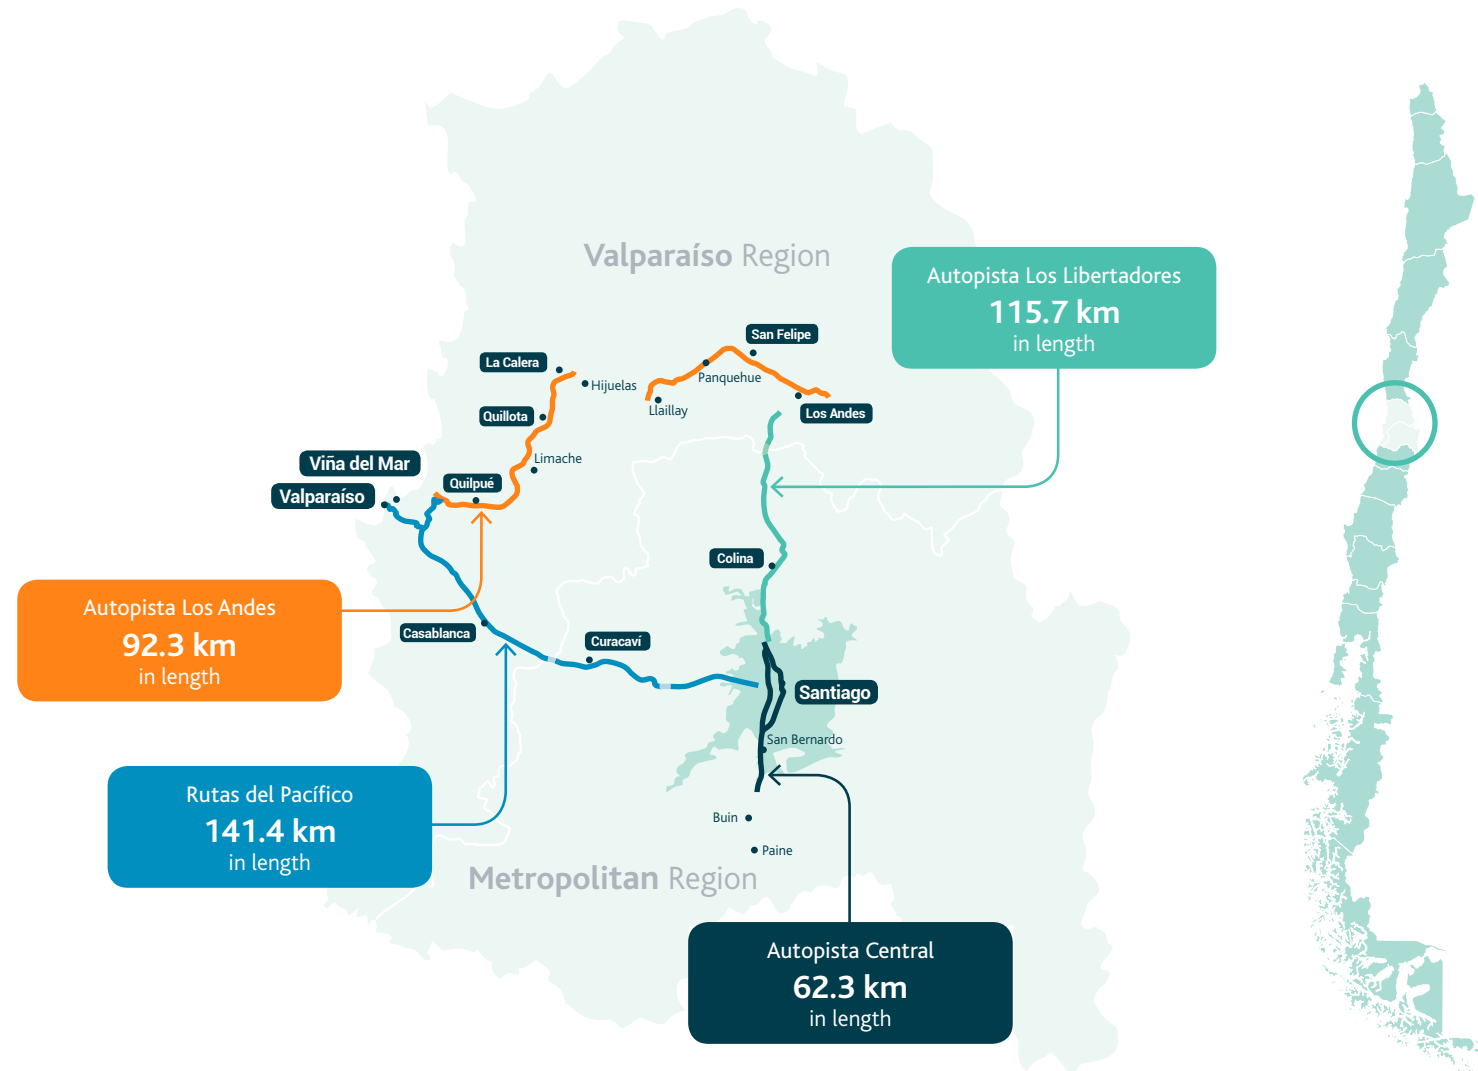 Valparaíso Region
Autopista Los Libertadores
115.7 km
in length
San Felipe
La Calera
Hijuelas
Panquehue
Llaillay
Los Andes
Quillota
Limache
Viña del Mar
Valparaíso
Quilpué
Colina
Autopista Los Andes
92.3 km
in length
Casablanca
Curacaví
Santiago
San Bernardo
Rutas del Pacífico
141.4 km
in length
Buin
Paine
Metropolitan Region
Autopista Central
62.3 km
in length